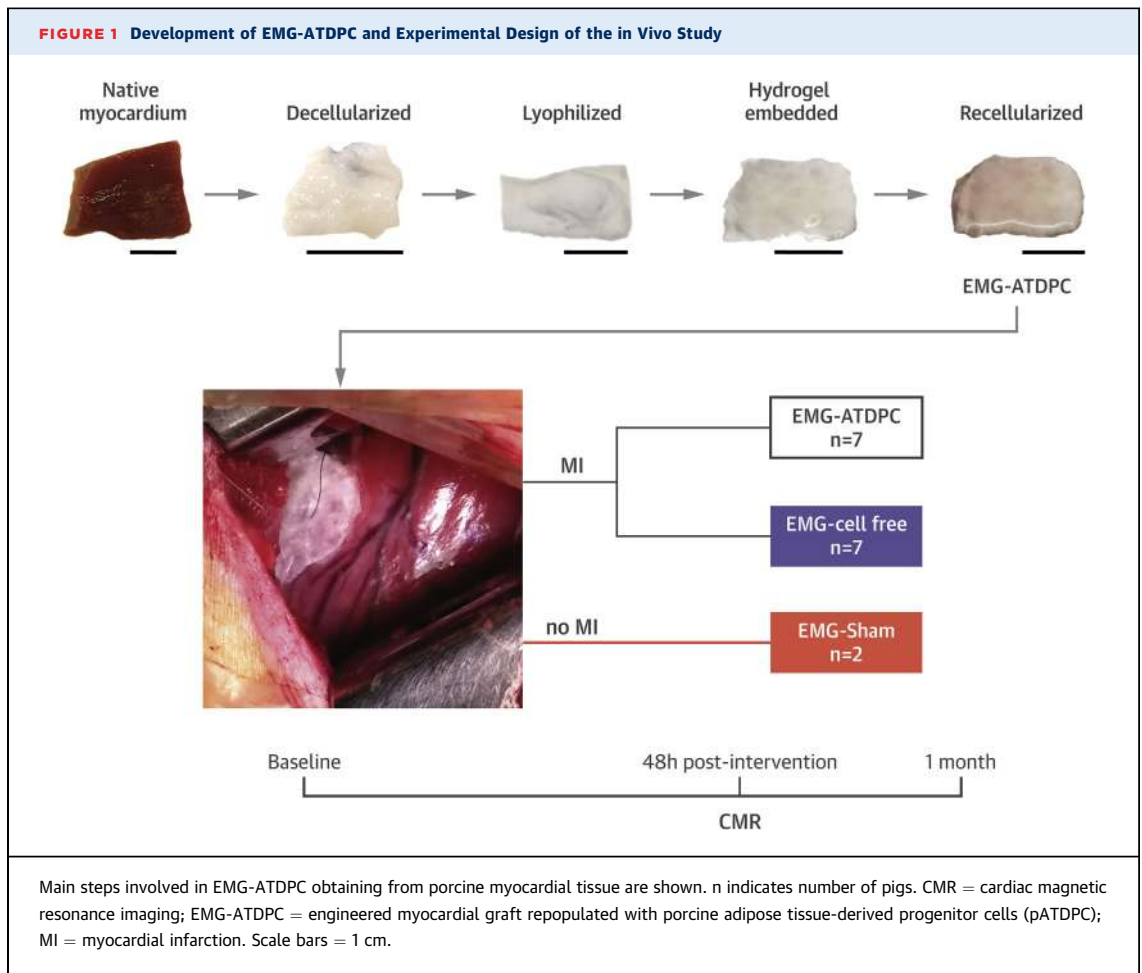 FIGURE 1 Development of EMG-ATDPC and Experimental Design of the in Vivo Study
Native
myocardium
Decellularized
Lyophilized
Hydrogel
embedded
Recellularized
EMG-ATDPC
MI
EMG-ATDPC
n=7
EMG-cell free
n=7
no MI
EMG-Sham
n=2
Baseline
48h post-intervention
1 month
CMR
Main steps involved in EMG-ATDPC obtaining from porcine myocardial tissue are shown. n indicates number of pigs. CMR = cardiac magnetic
resonance imaging; EMG-ATDPC = engineered myocardial graft repopulated with porcine adipose tissue-derived progenitor cells (pATDPC);
MI = myocardial infarction. Scale bars = 1 cm.